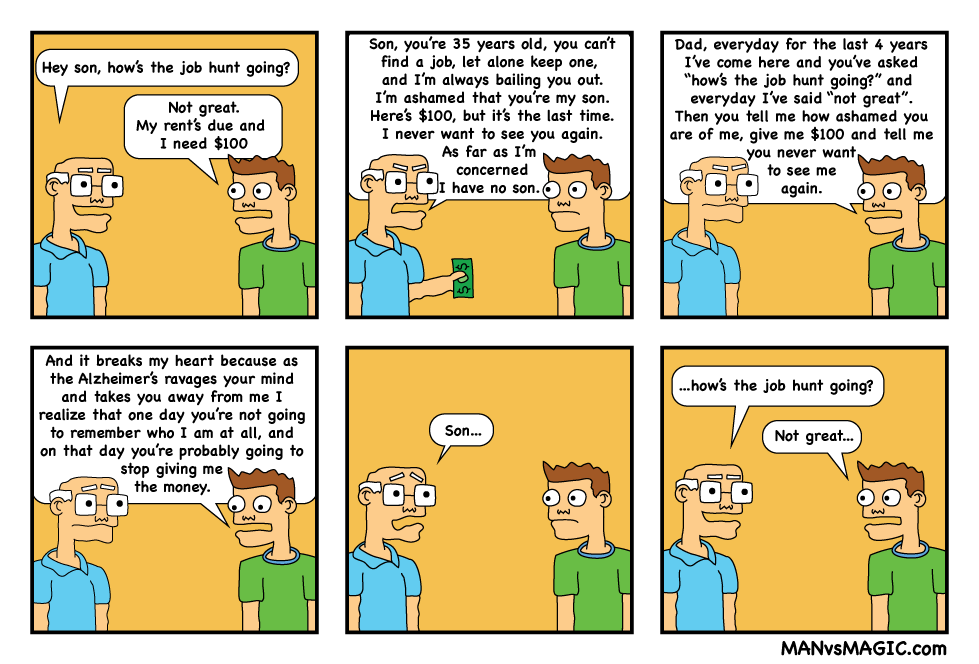 Hey son, how's the job hunt going?
Not great.
My rent's due and
I need $100
Son, you're 35 years old, you can't
find a job, let alone keep one,
and I'm always bailing you out.
I'm ashamed that you're my son.
Here's $100, but it's the last time.
I never want to see you again.
As far as I'm
concerned
I have no son.
$ $ $
Dad, everyday for the last 4 years
I've come here and you've asked
"how's the job hunt going?" and
everyday I've said "not great".
Then you tell me how ashamed you
are of me, give me $100 and tell me
you never want
to see me
again.
And it breaks my heart because as
the Alzheimer's ravages your mind
and takes you away from me I
realize that one day you're not going
to remember who I am at all, and
on that day you're probably going to
stop giving me
the money.
Son...
...how's the job hunt going?
Not great...
MANvsMAGIC.com